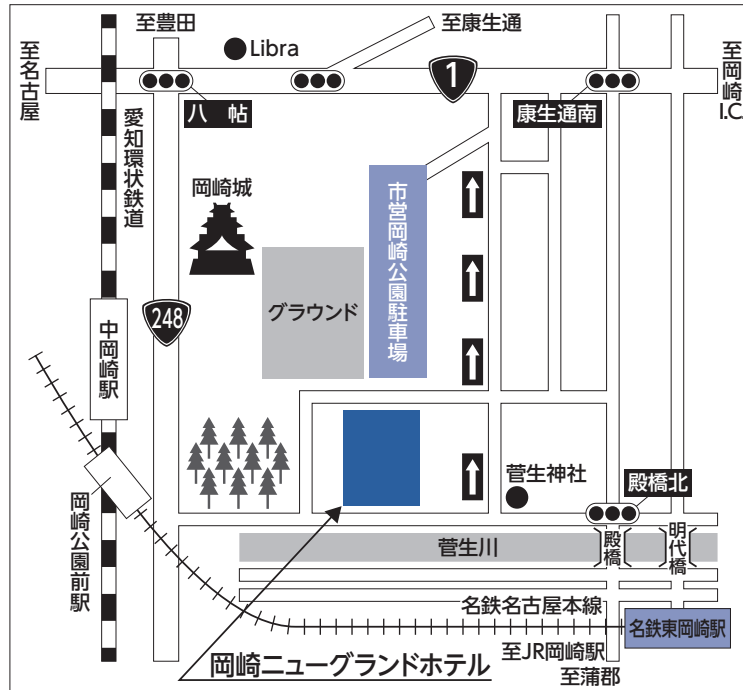 至豊田
Libra
至康生通
至名古屋
1
至岡崎I.C.
八 帖
康生通南
愛知環状鉄道
岡崎城
市営岡崎公園駐車場
グラウンド
248
中岡崎駅
菅生神社
殿橋北
岡崎公園前駅
菅生川
殿橋
明代橋
名鉄名古屋本線
名鉄東岡崎駅
岡崎ニューグランドホテル
至JR岡崎駅
至蒲郡